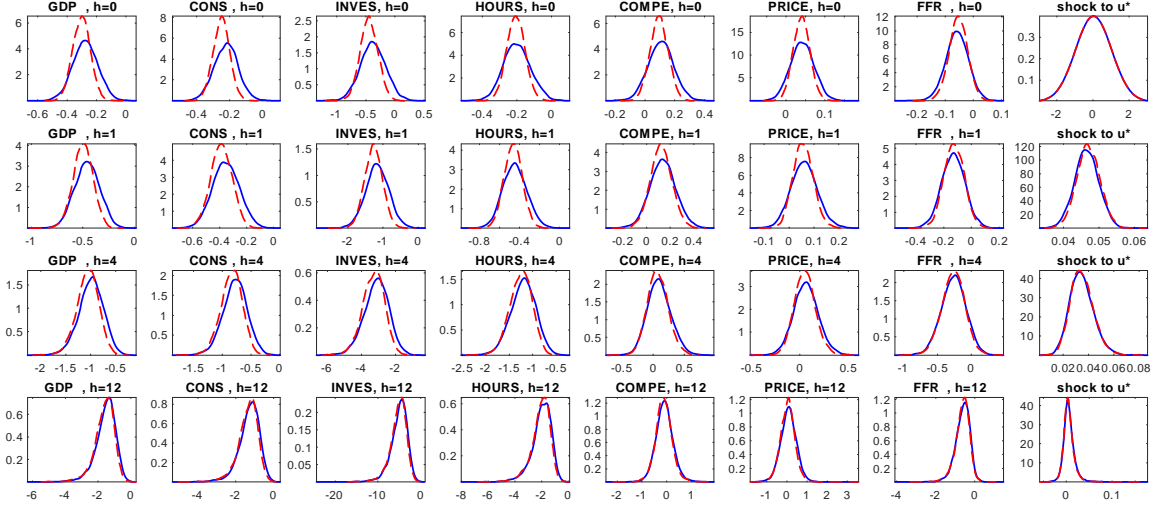 GDP , h=0
6
4
2
-0.6 -0.4 -0.2 0
CONS , h=0
8
6
4
2
-0.4 -0.2 0
INVES, h=0
2.5
2
1.5
1
0.5
-1 -0.5 0 0.5
HOURS, h=0
6
4
2
-0.4 -0.2 0
COMPE, h=0
6
4
2
-0.2 0 0.2 0.4
PRICE, h=0
15
10
5
0 0.1
FFR , h=0
12
10
8
6
4
2
-0.2 -0.1 0 0.1
shock to u*
0.3
0.2
0.1
-2 0 2
GDP , h=1
4
3
2
1
-1 -0.5 0
CONS , h=1
5
4
3
2
1
-0.8 -0.6 -0.4 -0.2 0
INVES, h=1
1.5
1
0.5
-2 -1 0
HOURS, h=1
4
3
2
1
-0.8 -0.4 0
COMPE, h=1
4
3
2
1
-0.2 0 0.2 0.4
PRICE, h=1
8
6
4
2
-0.1 0 0.1 0.2
FFR , h=1
5
4
3
2
1
-0.4 -0.2 0 0.2
shock to u*
120
100
80
60
40
20
0.04 0.05 0.06
GDP , h=4
1.5
1
0.5
-2 -1.5 -1 -0.5
CONS , h=4
2
1.5
1
0.5
-1.5 -1 -0.5 0
INVES, h=4
0.6
0.4
0.2
-6 -4 -2 0
HOURS, h=4
1.5
1
0.5
-2.5 -2 -1.5 -1 -0.5
COMPE, h=4
2
1.5
1
0.5
-0.5 0 0.5
PRICE, h=4
3
2
1
-0.5 0 0.5
FFR , h=4
2
1.5
1
0.5
-1 -0.5 0
shock to u*
40
30
20
10
0.02 0.04 0.06 0.08
GDP , h=12
0.6
0.4
0.2
-6 -4 -2 0
CONS , h=12
0.8
0.6
0.4
0.2
-4 -2 0
INVES, h=12
0.2
0.15
0.1
0.05
-20 -10 0
HOURS, h=12
0.6
0.4
0.2
-8 -6 -4 -2 0
COMPE, h=12
1.2
1
0.8
0.6
0.4
0.2
-2 -1 0 1
PRICE, h=12
1.2
1
0.8
0.6
0.4
0.2
-1 0 1 2 3
FFR , h=12
1.2
1
0.8
0.6
0.4
0.2
-4 -2 0
shock to u*
40
30
20
10
0 0.1